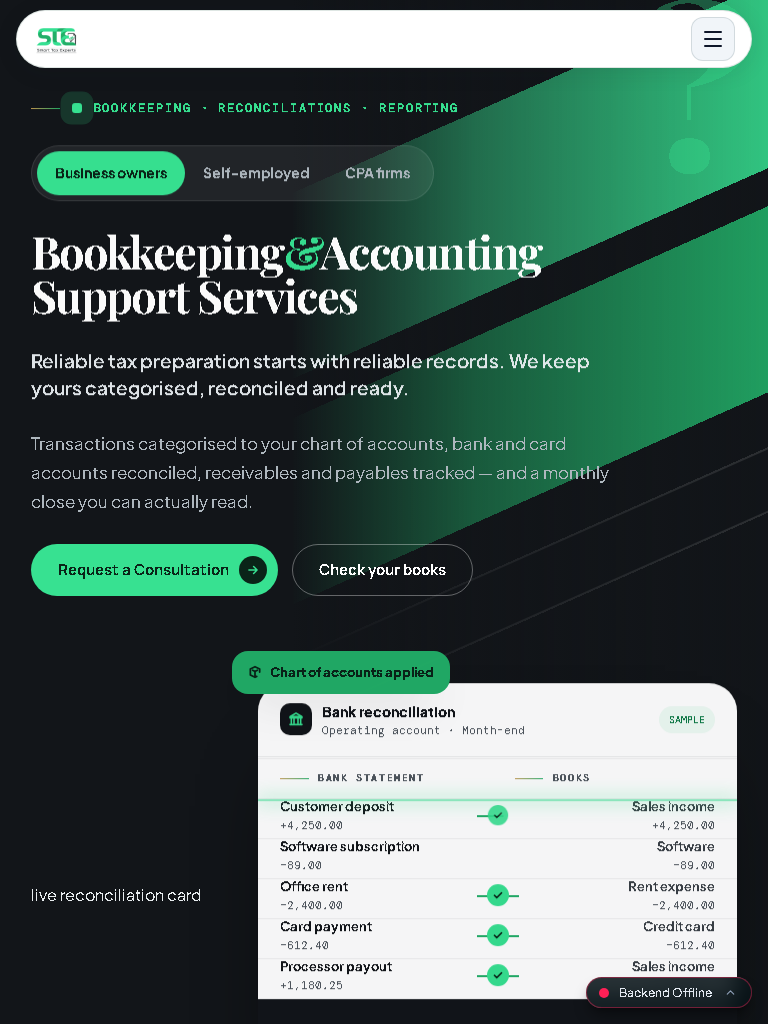 STE
Smart Tax Experts
BOOKKEEPING · RECONCILIATIONS · REPORTING
Business owners Self-employed CPA firms
Bookkeeping & Accounting
Support Services
Reliable tax preparation starts with reliable records. We keep
yours categorised, reconciled and ready.
Transactions categorised to your chart of accounts, bank and card
accounts reconciled, receivables and payables tracked — and a monthly
close you can actually read.
Request a Consultation Check your books
Chart of accounts applied
Bank reconciliation
Operating account · Month-end
SAMPLE
BANK STATEMENT BOOKS
Customer deposit Sales income
+4,250.00 +4,250.00
Software subscription Software
−89.00 −89.00
Office rent Rent expense
−2,400.00 −2,400.00
live reconciliation card
Card payment Credit card
−612.40 −612.40
Processor payout Sales income
+1,180.25
Backend Offline